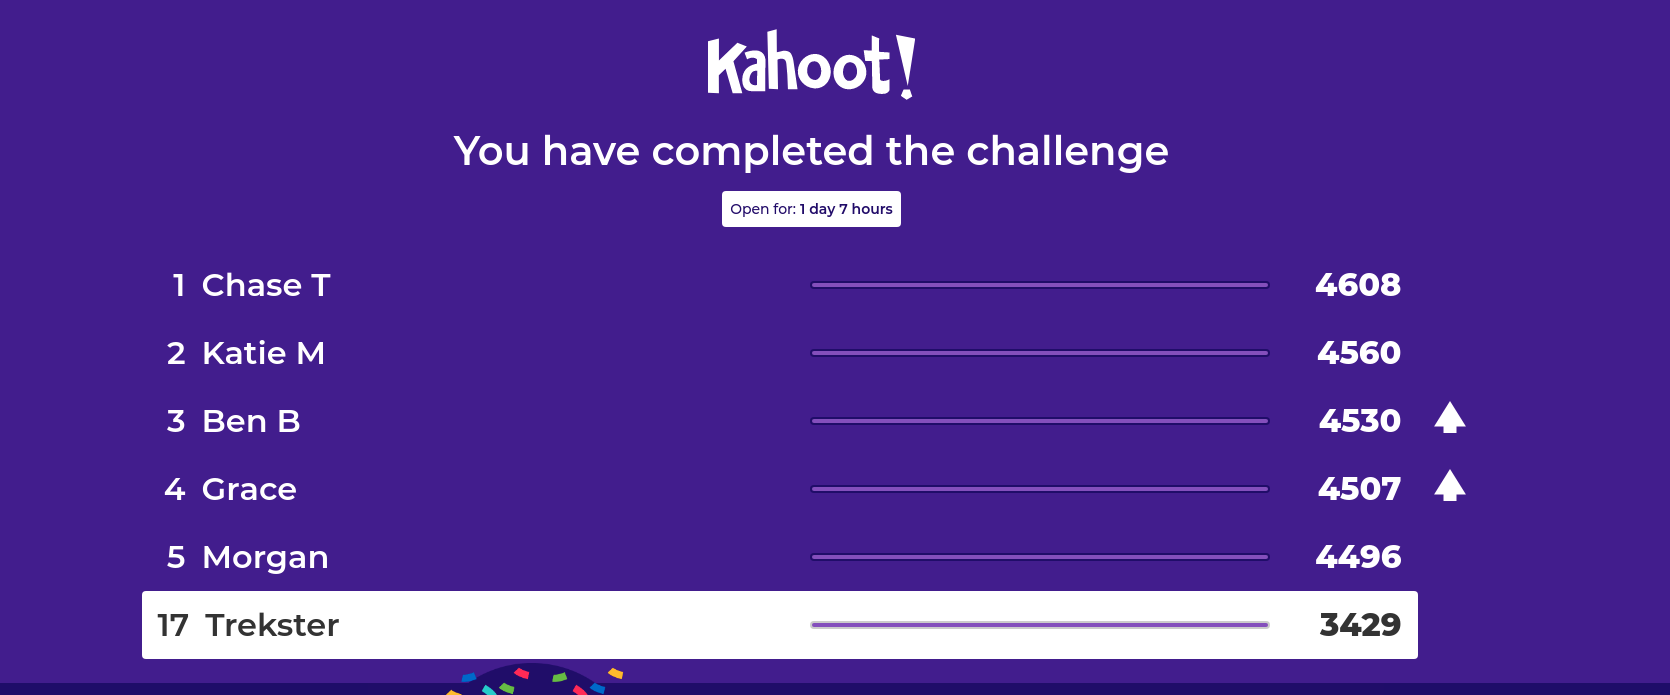 Kahoot!
You have completed the challenge
Open for: 1 day 7 hours
1 Chase T 4608
2 Katie M 4560
3 Ben B 4530
4 Grace 4507
5 Morgan 4496
17 Trekster 3429